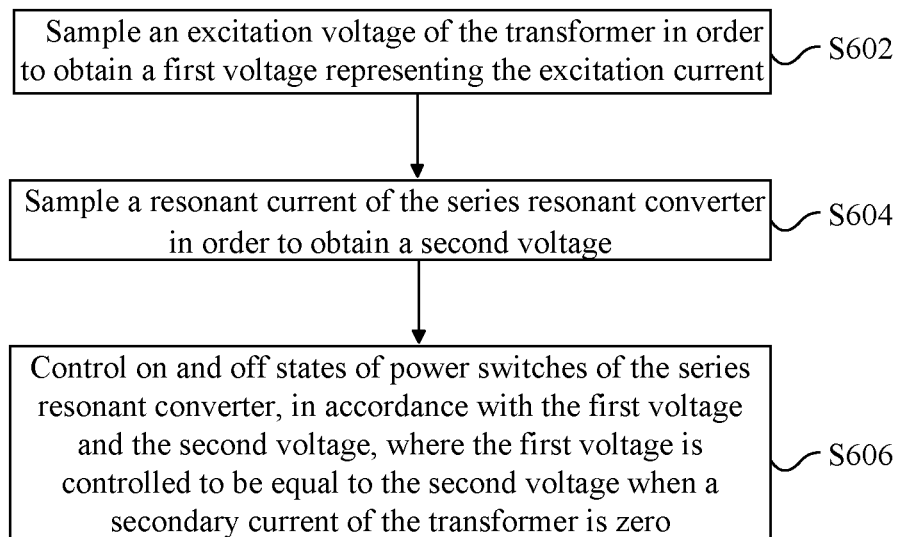 Sample an excitation voltage of the transformer in order
to obtain a first voltage representing the excitation current
S602
Sample a resonant current of the series resonant converter
in order to obtain a second voltage
S604
Control on and off states of power switches of the series
resonant converter, in accordance with the first voltage
and the second voltage, where the first voltage is
controlled to be equal to the second voltage when a
secondary current of the transformer is zero
S606